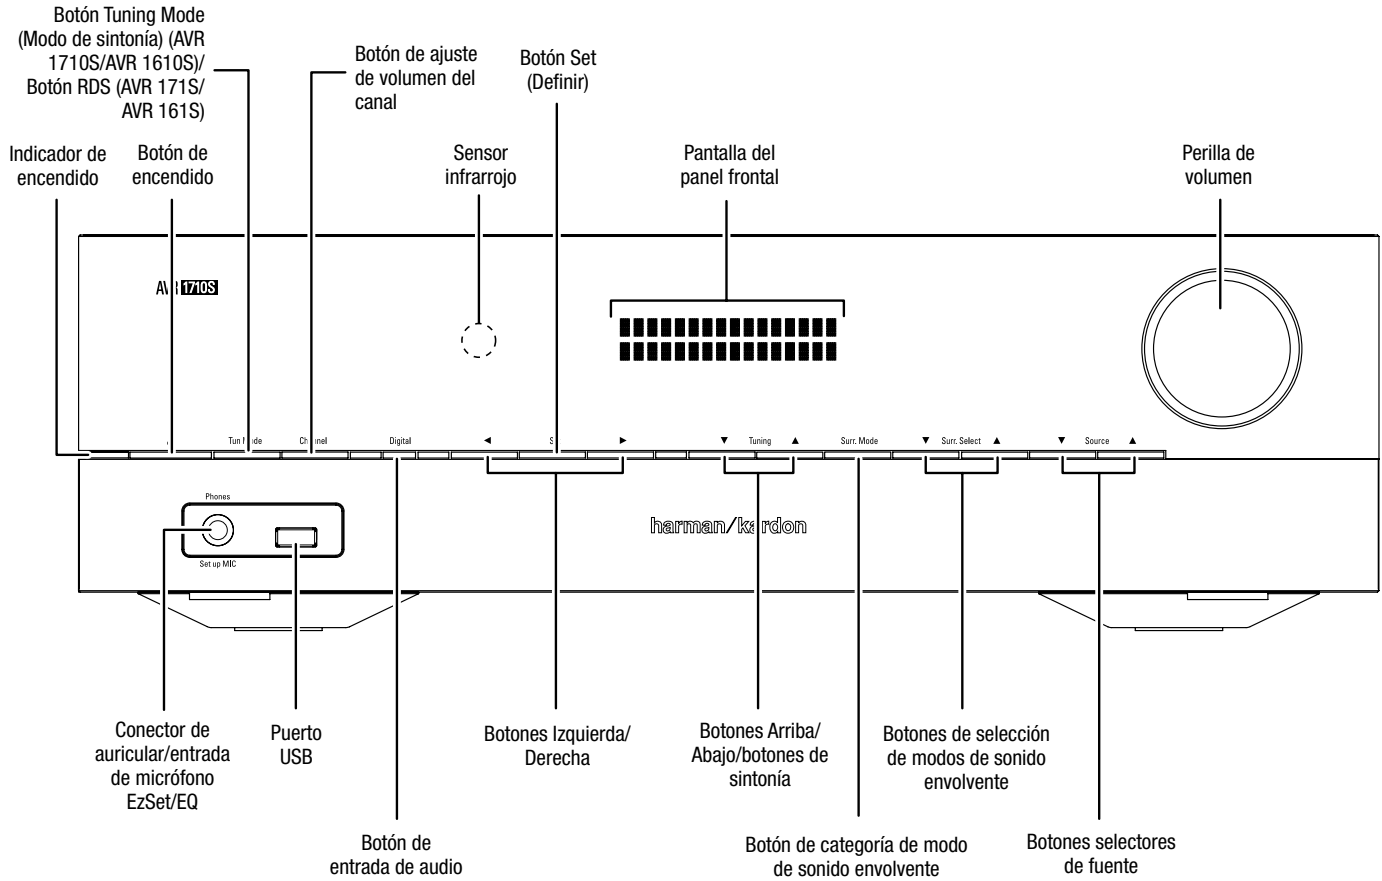 Botón Tuning Mode
(Modo de sintonía) (AVR
1710S/AVR 1610S)/
Botón RDS (AVR 171S/
AVR 161S)
Botón de ajuste
de volumen del
canal
Botón Set
(Definir)
Indicador de
encendido
Botón de
encendido
Sensor
infrarrojo
Pantalla del
panel frontal
Perilla de
volumen
1710S
Digital
◄
►
▼ Tuning ▲
Surr. Mode
▼ Surr. Select ▲
▼ Source ▲
Phones
Set up MIC
harman/kardon
Conector de
auricular/entrada
de micrófono
EzSet/EQ
Puerto
USB
Botones Izquierda/
Derecha
Botones Arriba/
Abajo/botones de
sintonía
Botones de selección
de modos de sonido
envolvente
Botón de
entrada de audio
Botón de categoría de modo
de sonido envolvente
Botones selectores
de fuente